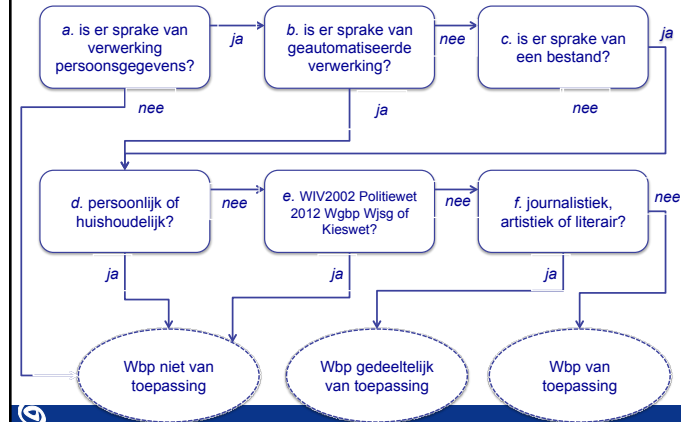 a. is er sprake van
verwerking
persoonsgegevens?
ja
b. is er sprake van
geautomatiseerde
verwerking?
nee
c. is er sprake van
een bestand?
ja
nee
ja
nee
d. persoonlijk of
huishoudelijk?
nee
e. WIV2002 Politiewet
2012 Wgbp Wjsg of
Kieswet?
nee
f. journalistiek,
artistiek of literair?
nee
ja
ja
ja
Wbp niet van
toepassing
Wbp gedeeltelijk
van toepassing
Wbp van
toepassing